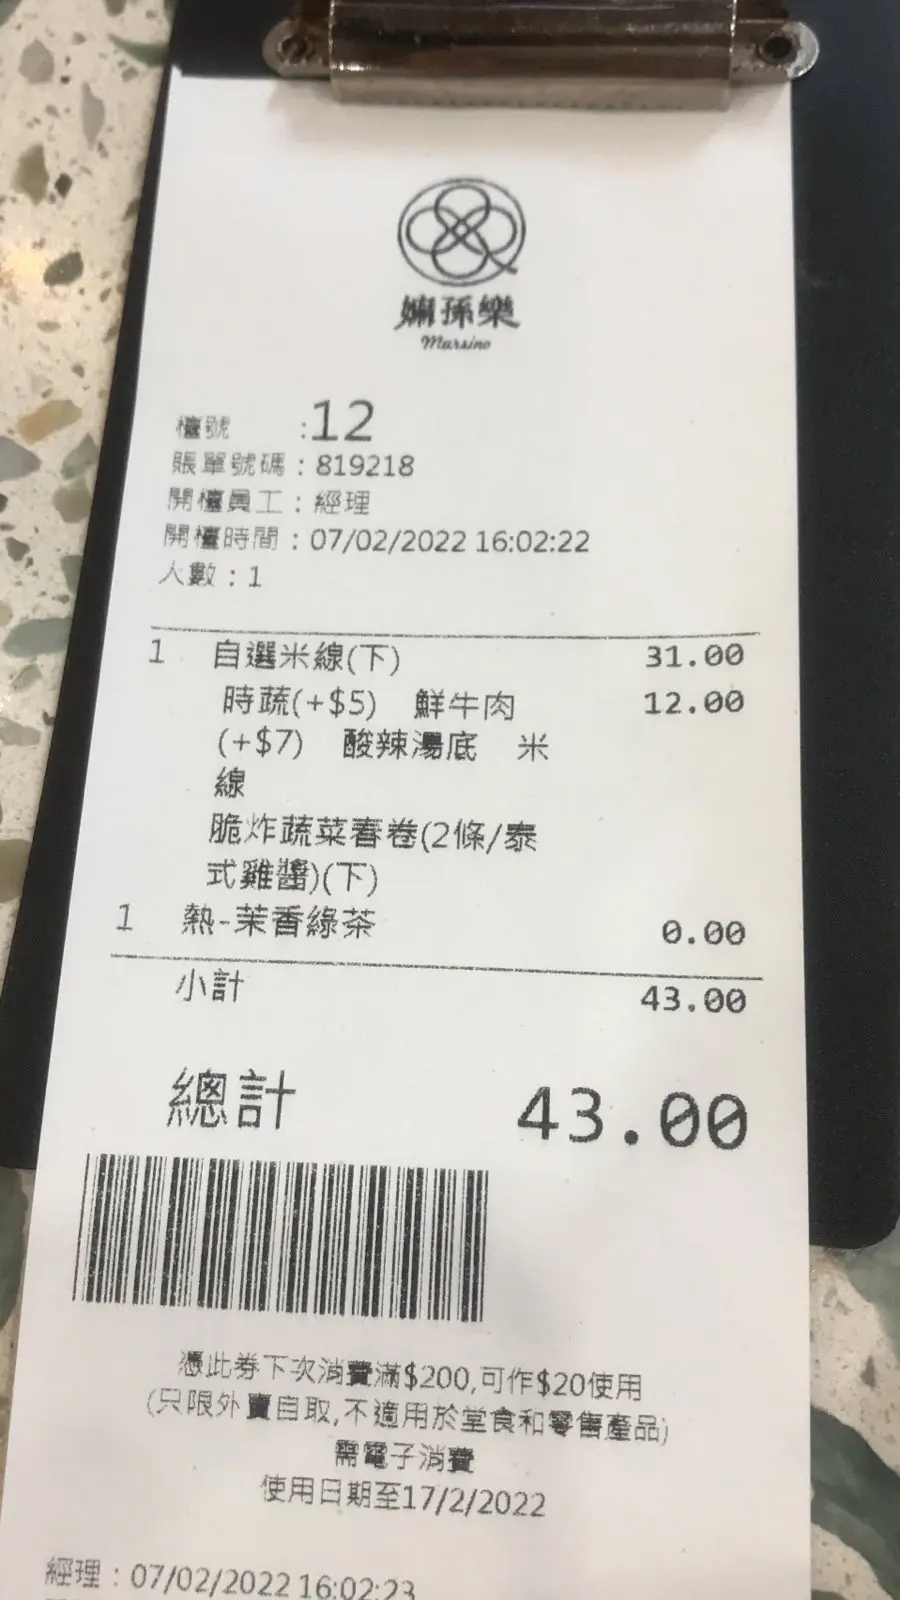 嫲孫樂
Mursino
檯號 :12
賬單號碼：819218
開檯員工：經理
開檯時間：07/02/2022 16:02:22
人數：1
1 自選米線(下) 31.00
時蔬(+$5) 鮮牛肉 12.00
(+$7) 酸辣湯底 米
線
脆炸蔬菜春卷(2條/泰
式雞醬)(下)
1 熱-茉香綠茶 0.00
小計 43.00
總計 43.00
憑此券下次消費滿$200,可作$20使用
(只限外賣自取,不適用於堂食和零售產品)
需電子消費
使用日期至17/2/2022
經理：07/02/2022 16:02:23